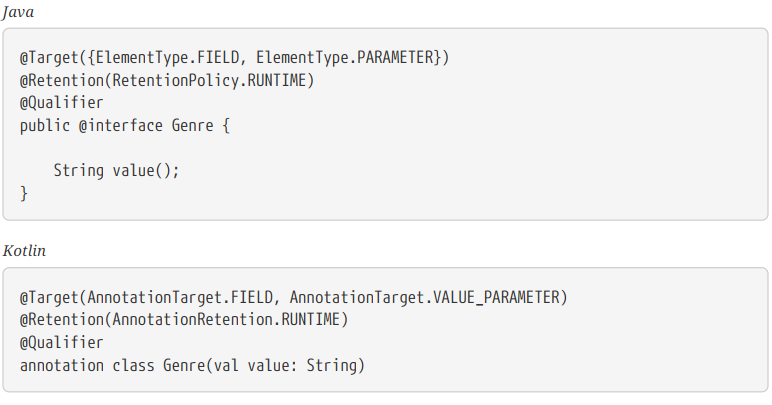 Java
@Target({ElementType.FIELD, ElementType.PARAMETER})
@Retention(RetentionPolicy.RUNTIME)
@Qualifier
public @interface Genre {
    String value();
}
Kotlin
@Target(AnnotationTarget.FIELD, AnnotationTarget.VALUE_PARAMETER)
@Retention(AnnotationRetention.RUNTIME)
@Qualifier
annotation class Genre(val value: String)